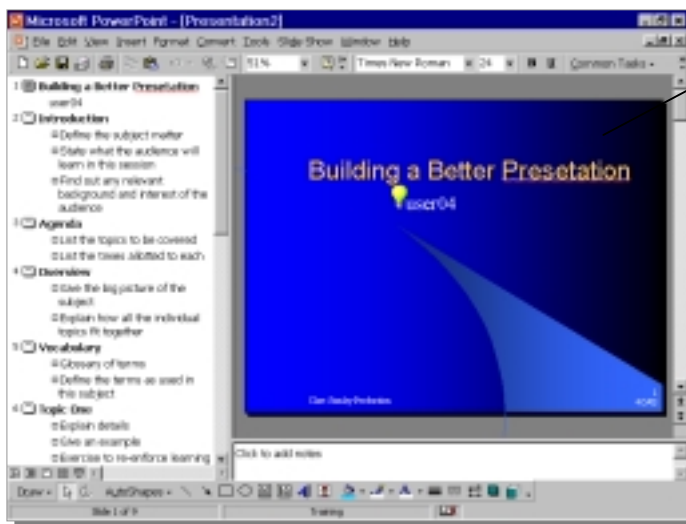 Microsoft PowerPoint - [Presentation2]
File Edit View Insert Format Convert Tools Slide Show Window Help
51% Times New Roman 24 B U Common Tasks
1 Building a Better Presetation
user04
2 Introduction
Define the subject matter
State what the audience will
learn in this session
Find out any relevant
background and interest of the
audience
3 Agenda
List the topics to be covered
List the times allotted to each
4 Overview
Give the big picture of the
subject
Explain how all the individual
topics fit together
5 Vocabulary
Glossary of terms
Define the terms as used in
this subject
6 Topic One
Explain details
Give an example
Exercise to re-enforce learning
Building a Better Presetation
user04
1
Click to add notes
Draw AutoShapes
Slide 1 of 9 Training